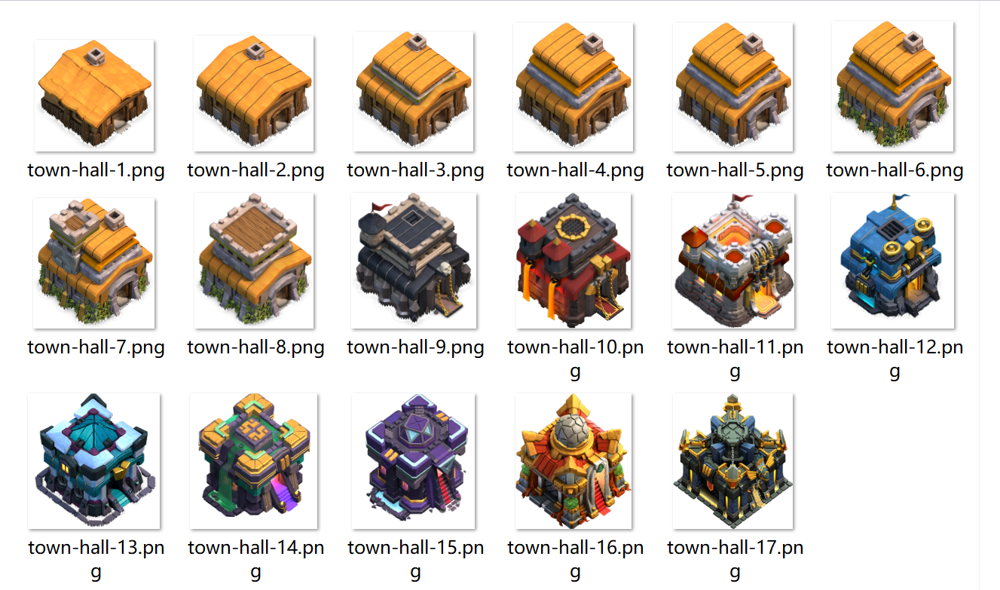 town-hall-1.png
town-hall-2.png
town-hall-3.png
town-hall-4.png
town-hall-5.png
town-hall-6.png
town-hall-7.png
town-hall-8.png
town-hall-9.png
town-hall-10.pn
g
town-hall-11.pn
g
town-hall-12.pn
g
town-hall-13.pn
g
town-hall-14.pn
g
town-hall-15.pn
g
town-hall-16.pn
g
town-hall-17.pn
g